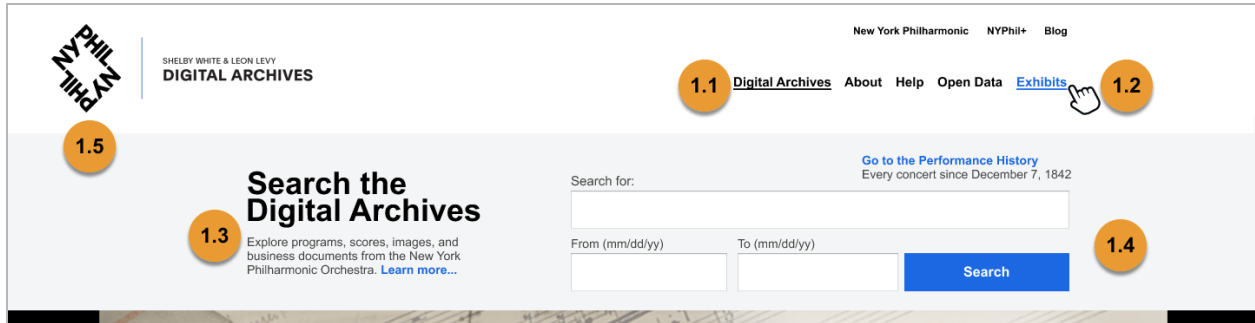 NYPHIL NYPHIL
SHELBY WHITE & LEON LEVY
DIGITAL ARCHIVES
New York Philharmonic NYPhil+ Blog
1.1 Digital Archives About Help Open Data Exhibits 1.2
1.5
Search the
Digital Archives
1.3
Explore programs, scores, images, and
business documents from the New York
Philharmonic Orchestra. Learn more...
Go to the Performance History
Every concert since December 7, 1842
Search for:
From (mm/dd/yy) To (mm/dd/yy)
1.4
Search